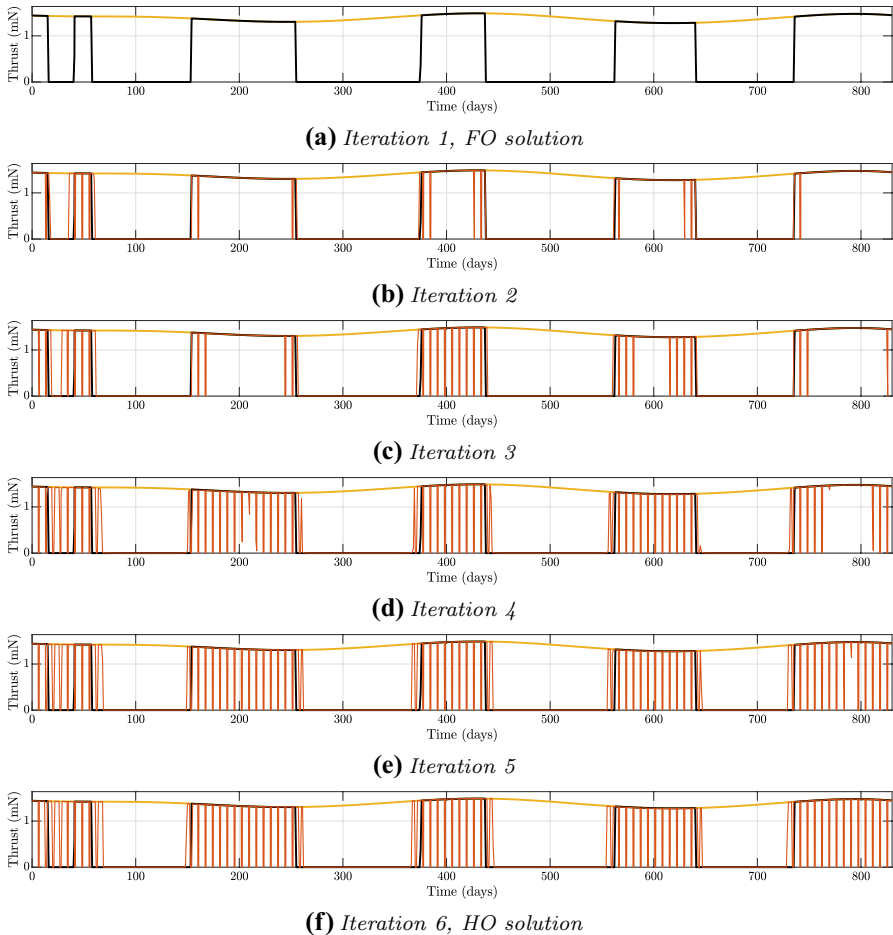 Thrust (mN)
1
0
0 100 200 300 400 500 600 700 800
Time (days)
(a) Iteration 1, FO solution
Thrust (mN)
1
0
0 100 200 300 400 500 600 700 800
Time (days)
(b) Iteration 2
Thrust (mN)
1
0
0 100 200 300 400 500 600 700 800
Time (days)
(c) Iteration 3
Thrust (mN)
1
0
0 100 200 300 400 500 600 700 800
Time (days)
(d) Iteration 4
Thrust (mN)
1
0
0 100 200 300 400 500 600 700 800
Time (days)
(e) Iteration 5
Thrust (mN)
1
0
0 100 200 300 400 500 600 700 800
Time (days)
(f) Iteration 6, HO solution